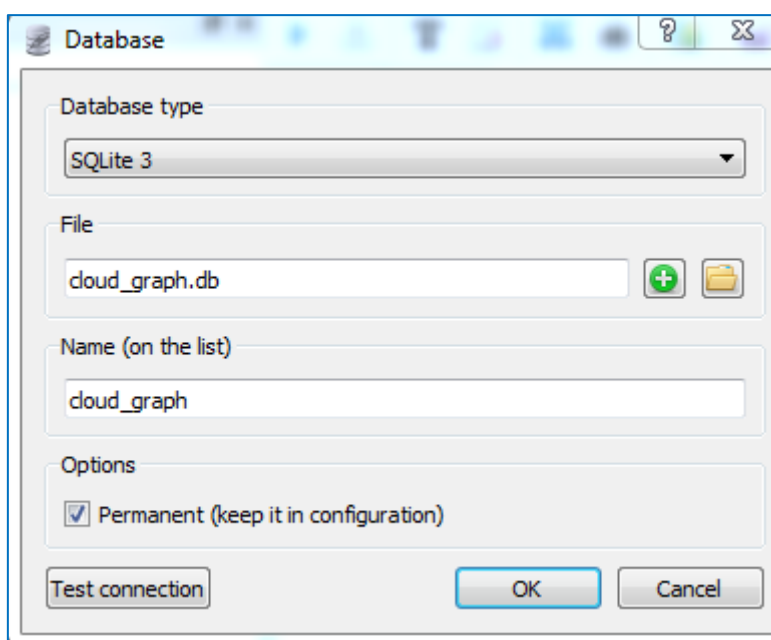 Database
Database type
SQLite 3
File
cloud_graph.db
Name (on the list)
cloud_graph
Options
Permanent (keep it in configuration)
Test connection
OK
Cancel